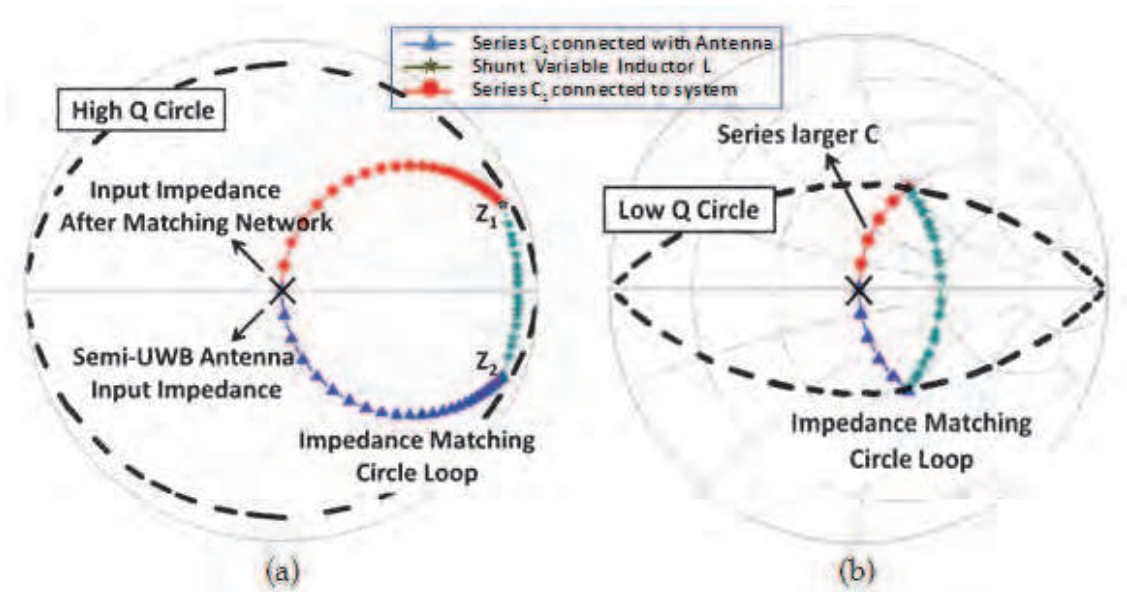 Series C₂ connected with Antenna
Shunt Variable Inductor L
Series C₁ connected to system
High Q Circle
Input Impedance
After Matching Network
Z₁
Semi-UWB Antenna
Input Impedance
Z₂
Impedance Matching
Circle Loop
(a)
Series larger C
Low Q Circle
Impedance Matching
Circle Loop
(b)